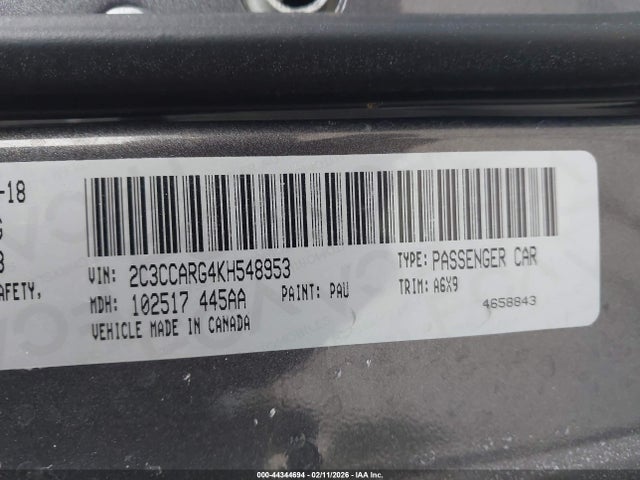 -18
G
3
AFETY,
VIN: 2C3CCARG4KH548953
TYPE: PASSENGER CAR
MDH: 102517 445AA
PAINT: PAU
TRIM: A6X9
VEHICLE MADE IN CANADA
4658843
000-44344694 - 02/11/2026 - IAA Inc.